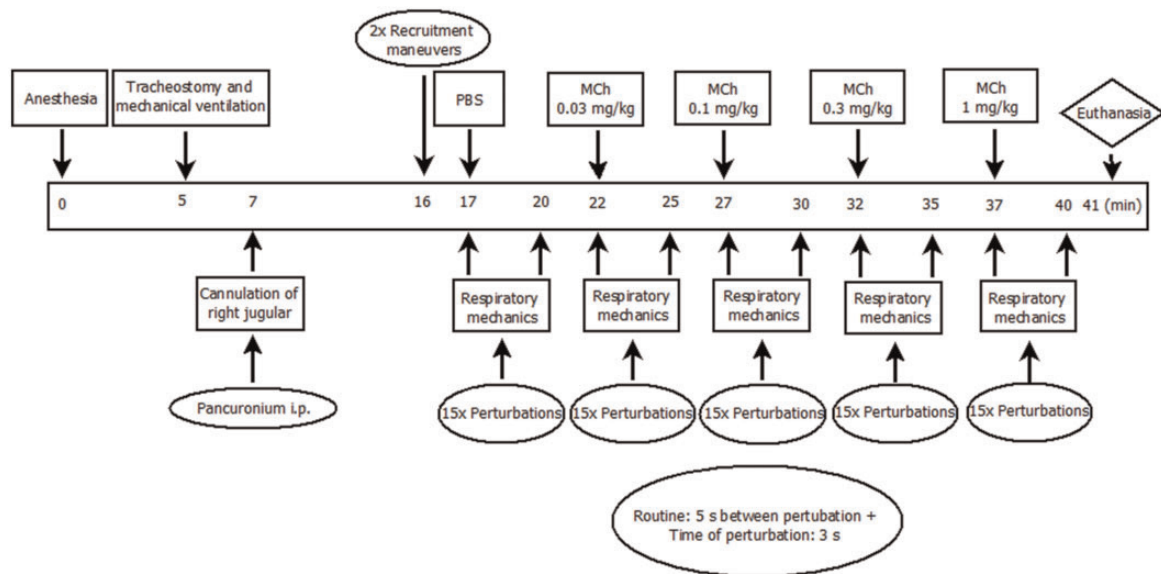 2x Recruitment
maneuvers
Anesthesia
Tracheostomy and
mechanical ventilation
PBS
MCh
0.03 mg/kg
MCh
0.1 mg/kg
MCh
0.3 mg/kg
MCh
1 mg/kg
Euthanasia
0 5 7 16 17 20 22 25 27 30 32 35 37 40 41 (min)
Cannulation of
right jugular
Respiratory
mechanics
Respiratory
mechanics
Respiratory
mechanics
Respiratory
mechanics
Respiratory
mechanics
Pancuronium i.p.
15x Perturbations
15x Perturbations
15x Perturbations
15x Perturbations
15x Perturbations
Routine: 5 s between pertubation +
Time of perturbation: 3 s